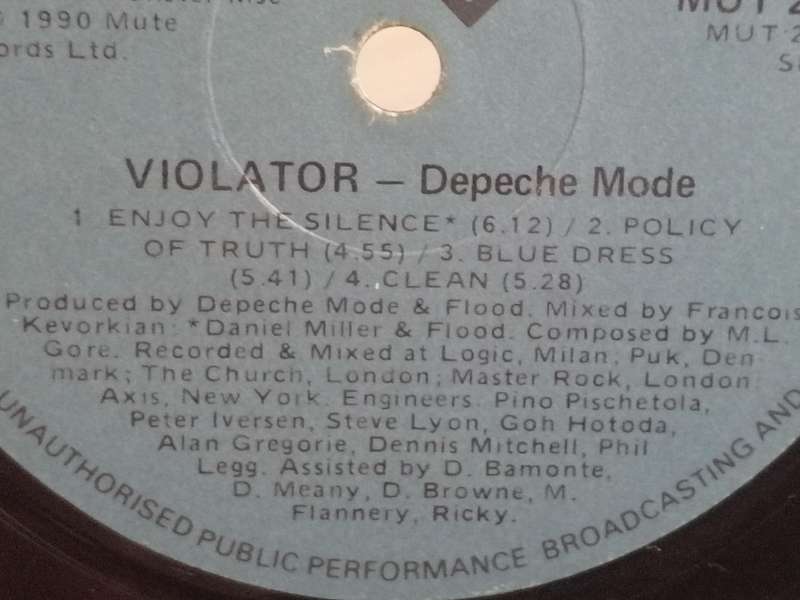 © 1990 Mute
ords Ltd.
MUT 2
VIOLATOR — Depeche Mode
1 ENJOY THE SILENCE* (6.12) / 2. POLICY
OF TRUTH (4.55) / 3. BLUE DRESS
(5.41) / 4. CLEAN (5.28)
Produced by Depeche Mode & Flood. Mixed by Francois
Kevorkian: *Daniel Miller & Flood. Composed by M.L.
Gore. Recorded & Mixed at Logic, Milan, Puk, Den
mark; The Church, London; Master Rock, London
Axis, New York. Engineers. Pino Pischetola,
Peter Iversen, Steve Lyon, Goh Hotoda,
Alan Gregorie, Dennis Mitchell, Phil
Legg. Assisted by D. Bamonte,
D. Meany, D. Browne, M.
Flannery, Ricky.
UNAUTHORISED PUBLIC PERFORMANCE BROADCASTING AND